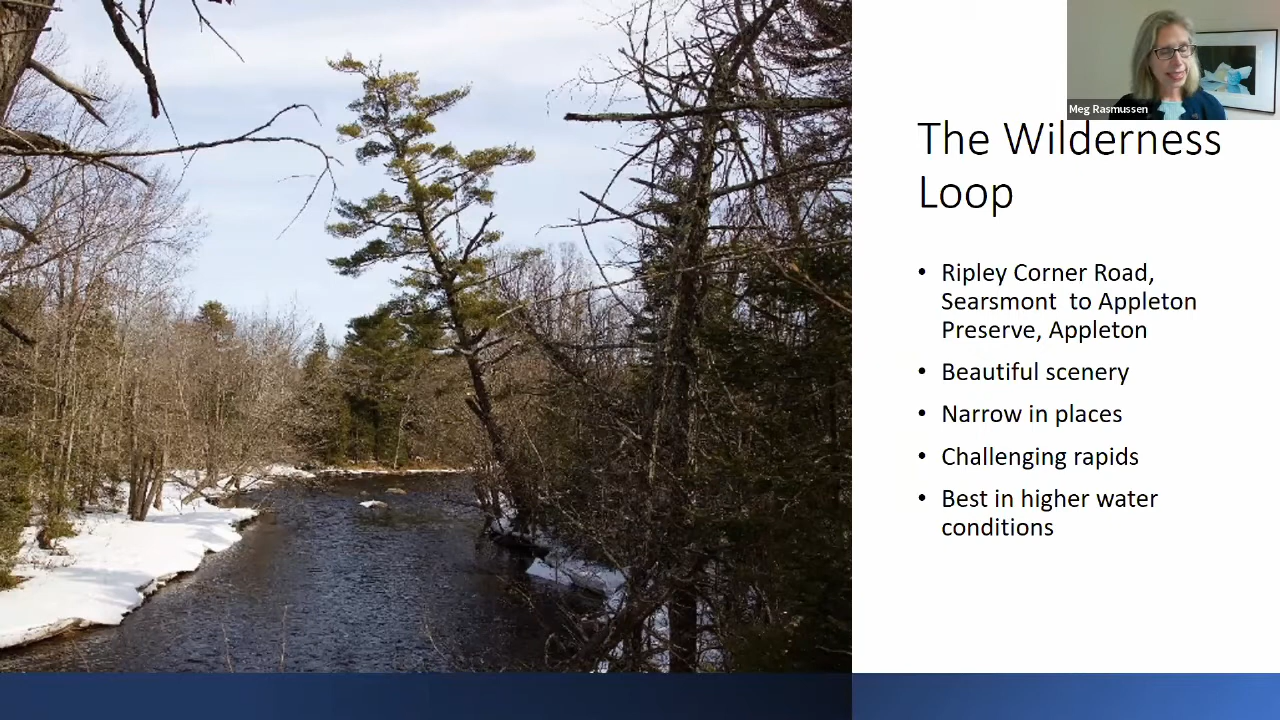 Meg Rasmussen
The Wilderness
Loop
• Ripley Corner Road,
Searsmont  to Appleton
Preserve, Appleton
• Beautiful scenery
• Narrow in places
• Challenging rapids
• Best in higher water
conditions